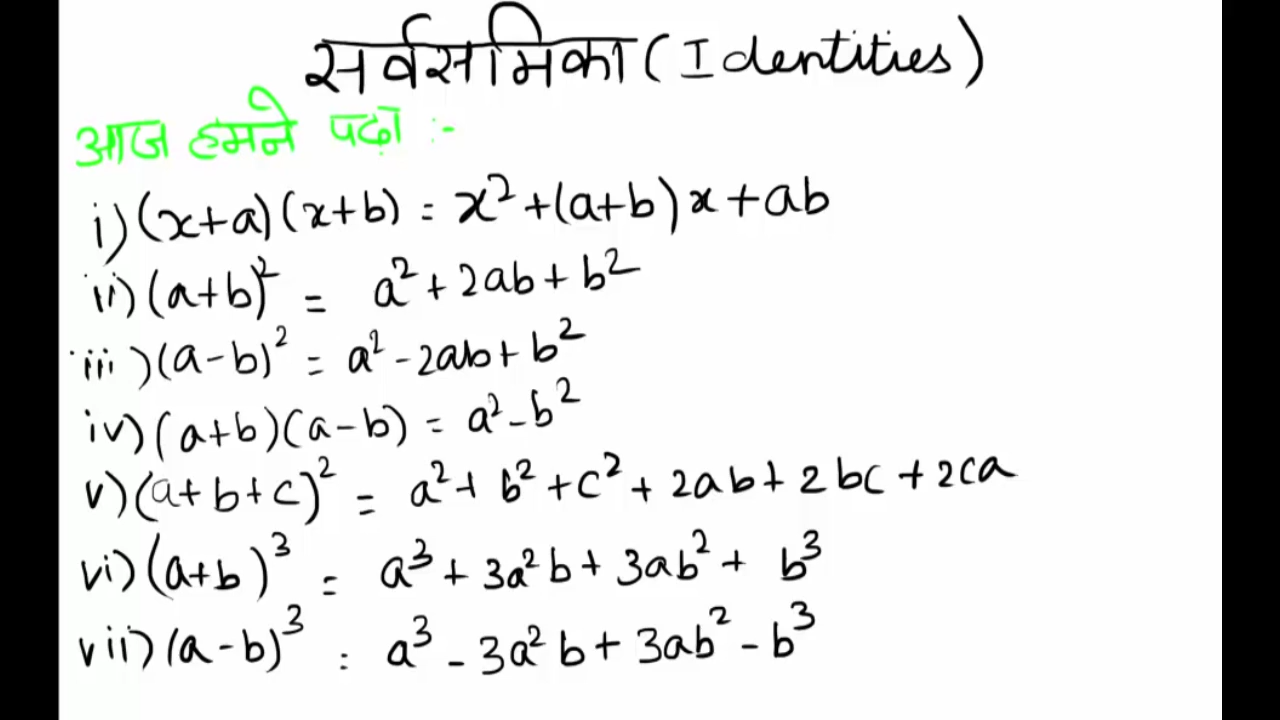 सर्वसमिका (Identities)
आज हमने पढ़ा :-
i) (x+a)(x+b) = x² + (a+b)x + ab
ii) (a+b)² = a² + 2ab + b²
iii) (a-b)² = a² - 2ab + b²
iv) (a+b)(a-b) = a² - b²
v) (a+b+c)² = a² + b² + c² + 2ab + 2bc + 2ca
vi) (a+b)³ = a³ + 3a²b + 3ab² + b³
vii) (a-b)³ = a³ - 3a²b + 3ab² - b³